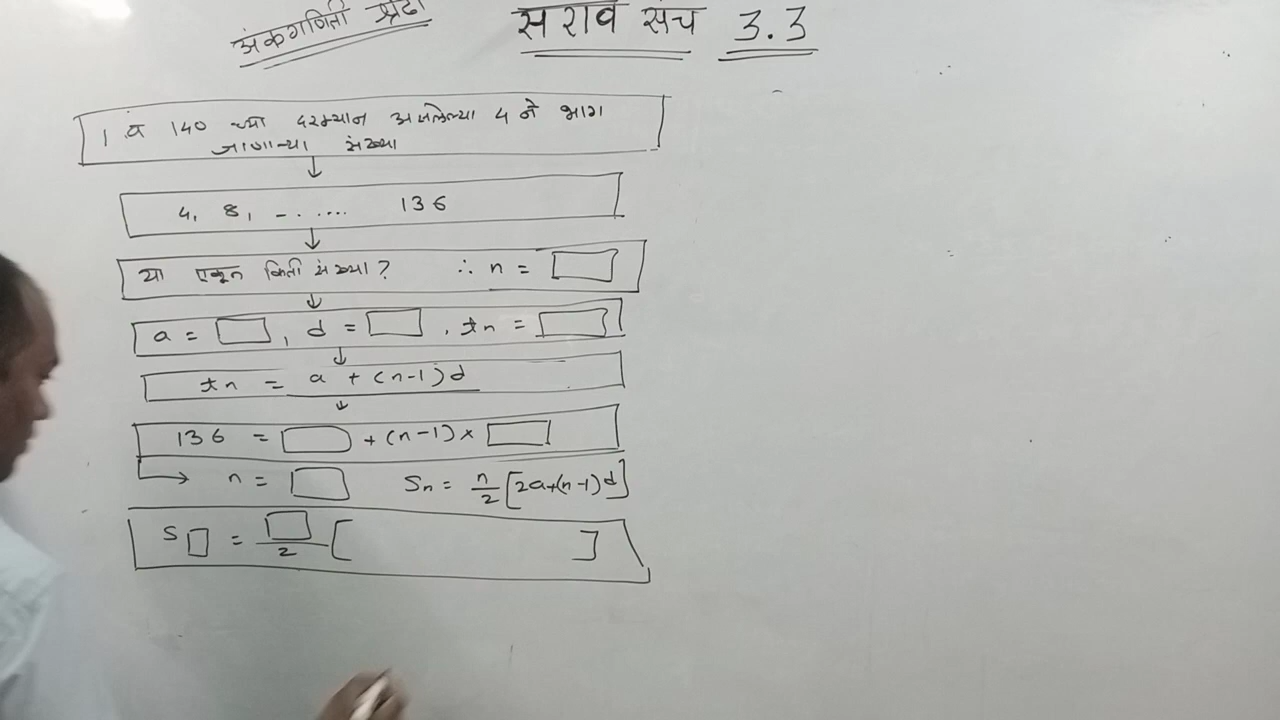 अंकगणिती श्रेढी
सराव संच 3.3
1 व 140 च्या दरम्यान असलेल्या 4 ने भाग
जाणाऱ्या संख्या
4, 8, - ...... 136
या एकूण किती संख्या? ∴ n =
a = , d = , tn =
tn = a + (n-1) d
136 = + (n-1) ×
n = Sn = n/2 [2a+(n-1)d]
S = /2 [ ]